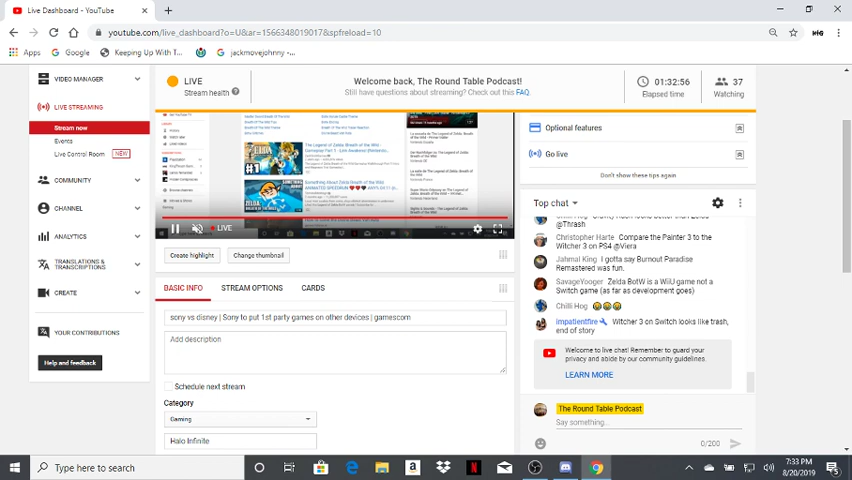 Live Dashboard - YouTube
youtube.com/live_dashboard?o=U&ar=1566348019017&spfreload=10
Apps
Google
Keeping Up With T...
jackmovejohnny -...
VIDEO MANAGER
LIVE STREAMING
Stream now
Events
Live Control Room NEW
COMMUNITY
CHANNEL
ANALYTICS
TRANSLATIONS &
TRANSCRIPTIONS
CREATE
YOUR CONTRIBUTIONS
Help and feedback
LIVE
Stream health
Welcome back, The Round Table Podcast!
Still have questions about streaming? Check out this FAQ.
01:32:56
Elapsed time
37
Watching
#1
LIVE
Create highlight
Change thumbnail
BASIC INFO
STREAM OPTIONS
CARDS
sony vs disney | Sony to put 1st party games on other devices | gamescom
Add description
Schedule next stream
Category
Gaming
Halo Infinite
Optional features
Go live
Don't show these tips again
Top chat
@Thrash
Christopher Harte Compare the Painter 3 to the
Witcher 3 on PS4 @Viera
Jahmal King I gotta say Burnout Paradise
Remastered was fun.
SavageYooger Zelda BotW is a WiiU game not a
Switch game (as far as development goes)
Chilli Hog
impatientfire Witcher 3 on Switch looks like trash,
end of story
Welcome to live chat! Remember to guard your
privacy and abide by our community guidelines.
LEARN MORE
The Round Table Podcast
Say something...
0/200
Type here to search
7:33 PM
8/20/2019